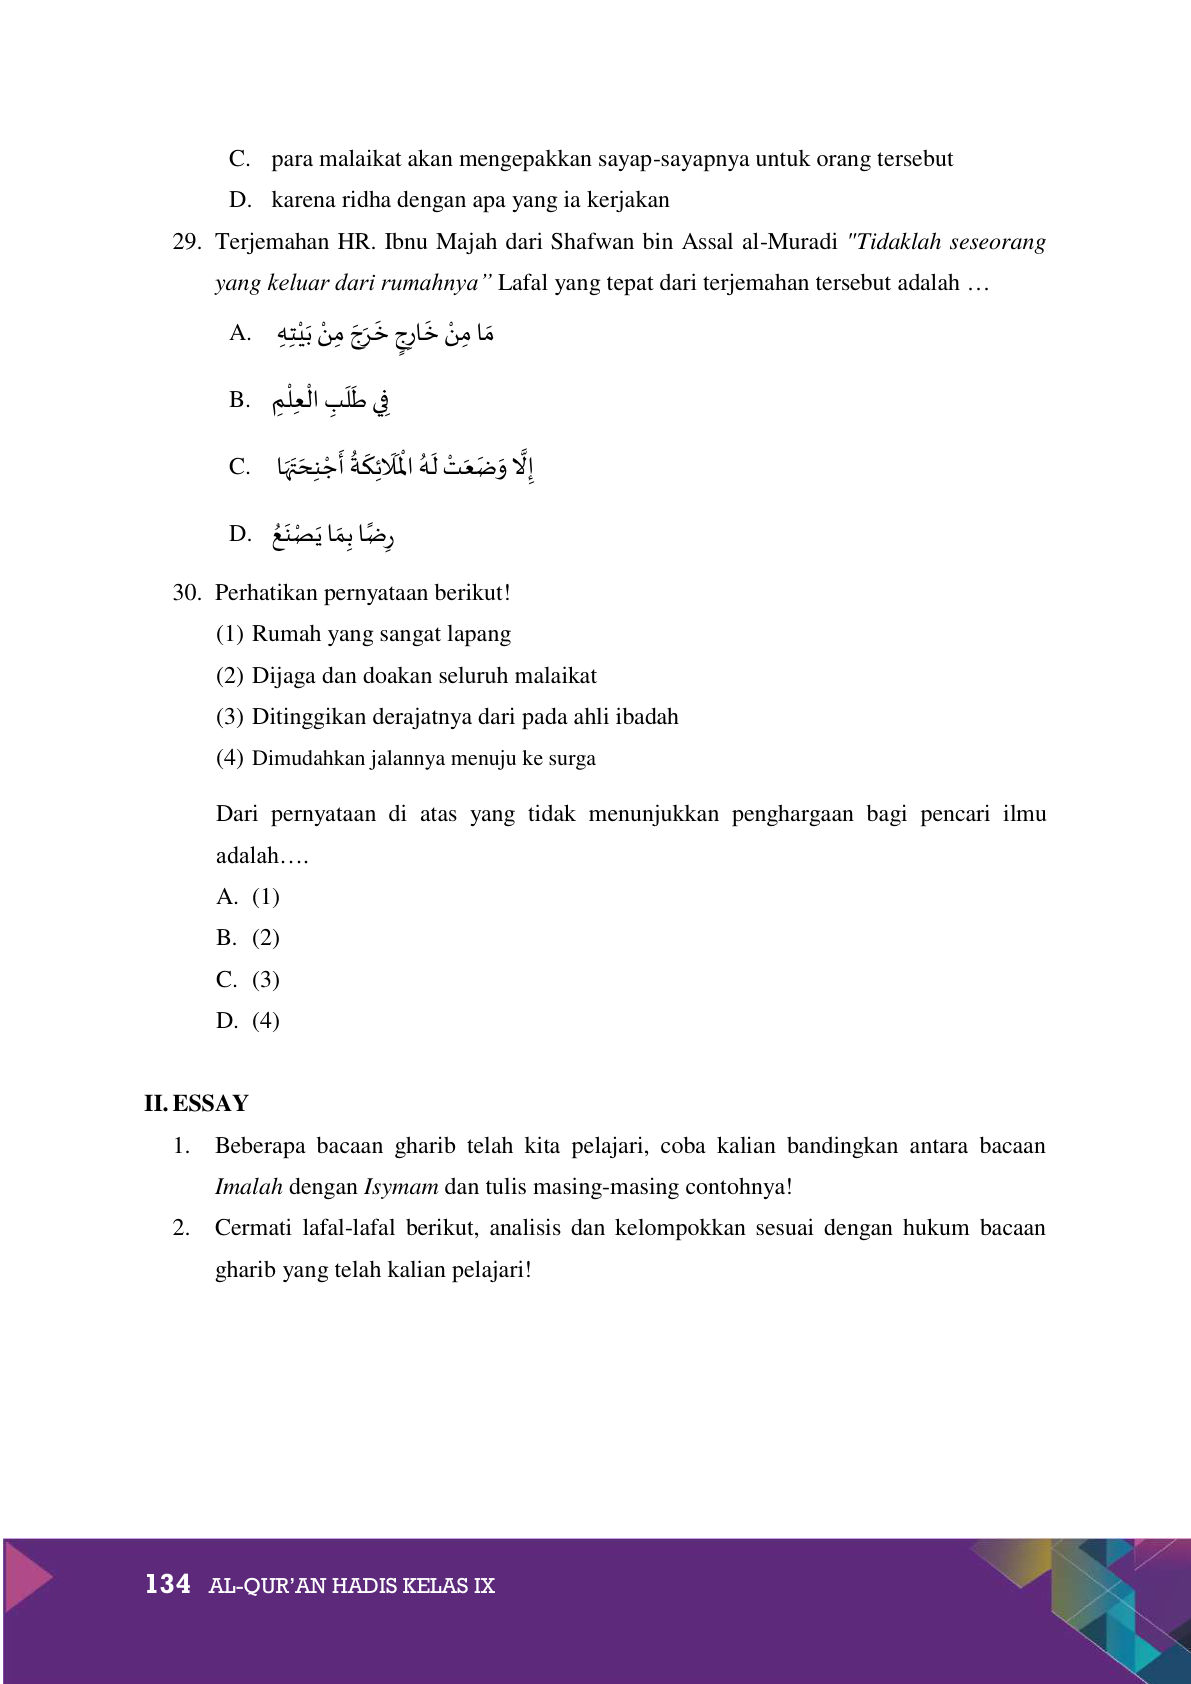 C. para malaikat akan mengepakkan sayap-sayapnya untuk orang tersebut
D. karena ridha dengan apa yang ia kerjakan
29. Terjemahan HR. Ibnu Majah dari Shafwan bin Assal al-Muradi "Tidaklah seseorang
yang keluar dari rumahnya” Lafal yang tepat dari terjemahan tersebut adalah …
A. مَا مِنْ خَارِجٍ خَرَجَ مِنْ بَيْتِهِ
B. فِي طَلَبِ الْعِلْمِ
C. إِلَّا وَضَعَتْ لَهُ الْمَلَائِكَةُ أَجْنِحَتَهَا
D. رِضًا بِمَا يَصْنَعُ
30. Perhatikan pernyataan berikut!
(1) Rumah yang sangat lapang
(2) Dijaga dan doakan seluruh malaikat
(3) Ditinggikan derajatnya dari pada ahli ibadah
(4) Dimudahkan jalannya menuju ke surga
Dari pernyataan di atas yang tidak menunjukkan penghargaan bagi pencari ilmu
adalah….
A. (1)
B. (2)
C. (3)
D. (4)
II. ESSAY
1. Beberapa bacaan gharib telah kita pelajari, coba kalian bandingkan antara bacaan
Imalah dengan Isymam dan tulis masing-masing contohnya!
2. Cermati lafal-lafal berikut, analisis dan kelompokkan sesuai dengan hukum bacaan
gharib yang telah kalian pelajari!
134 AL-QUR’AN HADIS KELAS IX